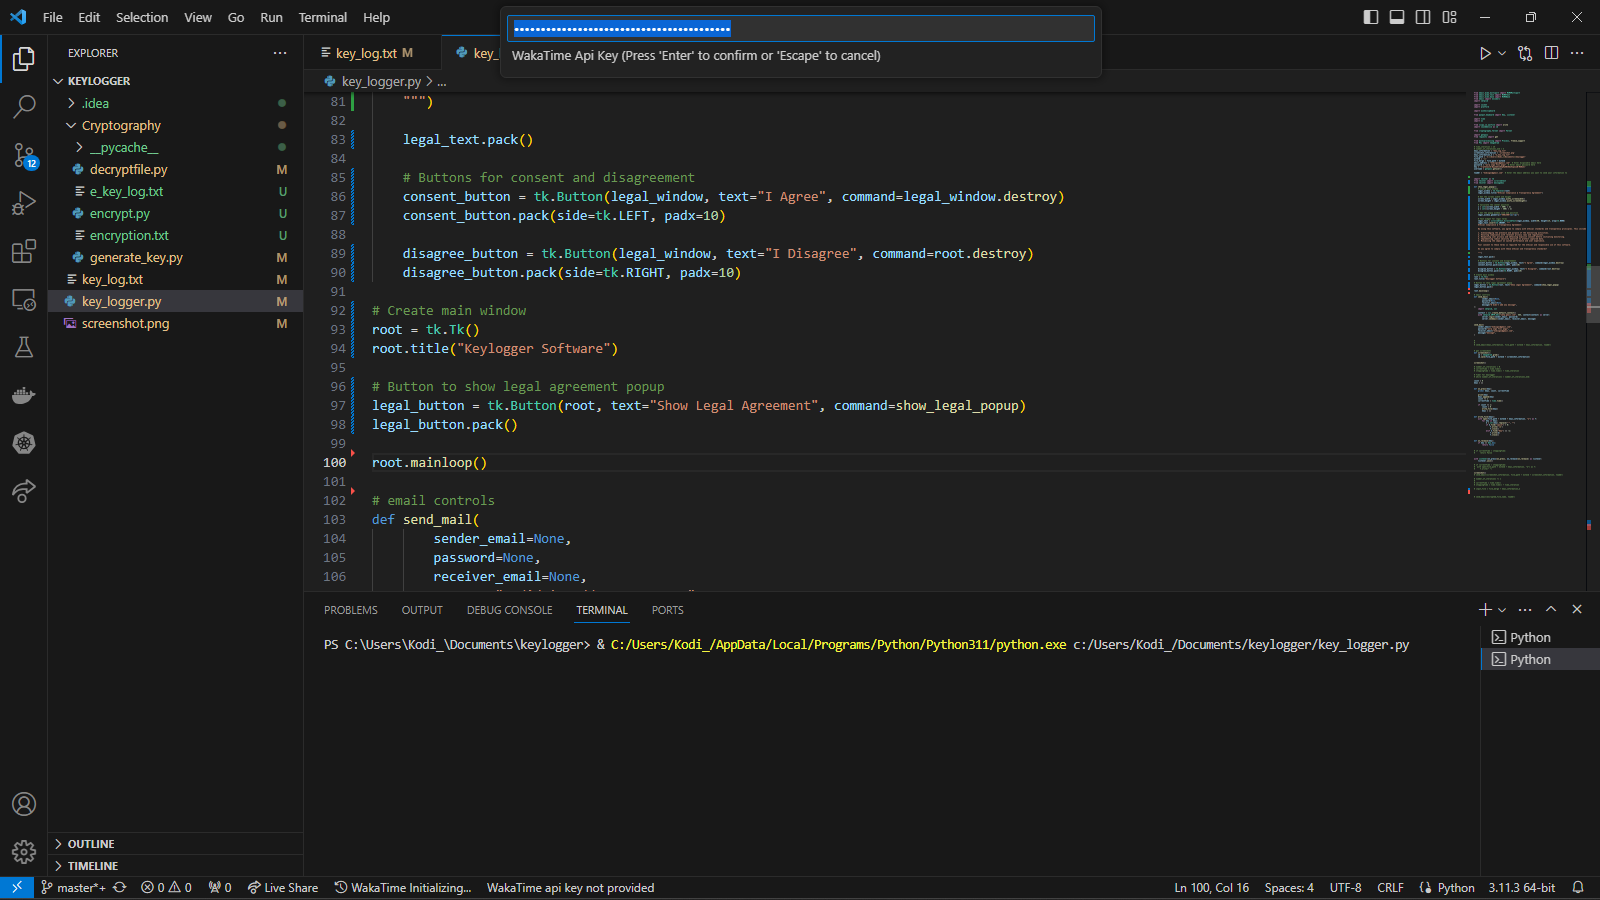 File Edit Selection View Go Run Terminal Help
WakaTime Api Key (Press 'Enter' to confirm or 'Escape' to cancel)
EXPLORER
KEYLOGGER
.idea
Cryptography
__pycache__
decryptfile.py M
e_key_log.txt U
encrypt.py U
encryption.txt U
generate_key.py M
key_log.txt M
key_logger.py M
screenshot.png M
OUTLINE
TIMELINE
12
key_log.txt M
key_
key_logger.py > ...
81 """)
82
83 legal_text.pack()
84
85 # Buttons for consent and disagreement
86 consent_button = tk.Button(legal_window, text="I Agree", command=legal_window.destroy)
87 consent_button.pack(side=tk.LEFT, padx=10)
88
89 disagree_button = tk.Button(legal_window, text="I Disagree", command=root.destroy)
90 disagree_button.pack(side=tk.RIGHT, padx=10)
91
92 # Create main window
93 root = tk.Tk()
94 root.title("Keylogger Software")
95
96 # Button to show legal agreement popup
97 legal_button = tk.Button(root, text="Show Legal Agreement", command=show_legal_popup)
98 legal_button.pack()
99
100 root.mainloop()
101
102 # email controls
103 def send_mail(
104 sender_email=None,
105 password=None,
106 receiver_email=None,
PROBLEMS OUTPUT DEBUG CONSOLE TERMINAL PORTS
PS C:\Users\Kodi_\Documents\keylogger> & C:/Users/Kodi_/AppData/Local/Programs/Python/Python311/python.exe c:/Users/Kodi_/Documents/keylogger/key_logger.py
Python
Python
master*+ 0 0 0 Live Share WakaTime Initializing... WakaTime api key not provided Ln 100, Col 16 Spaces: 4 UTF-8 CRLF Python 3.11.3 64-bit